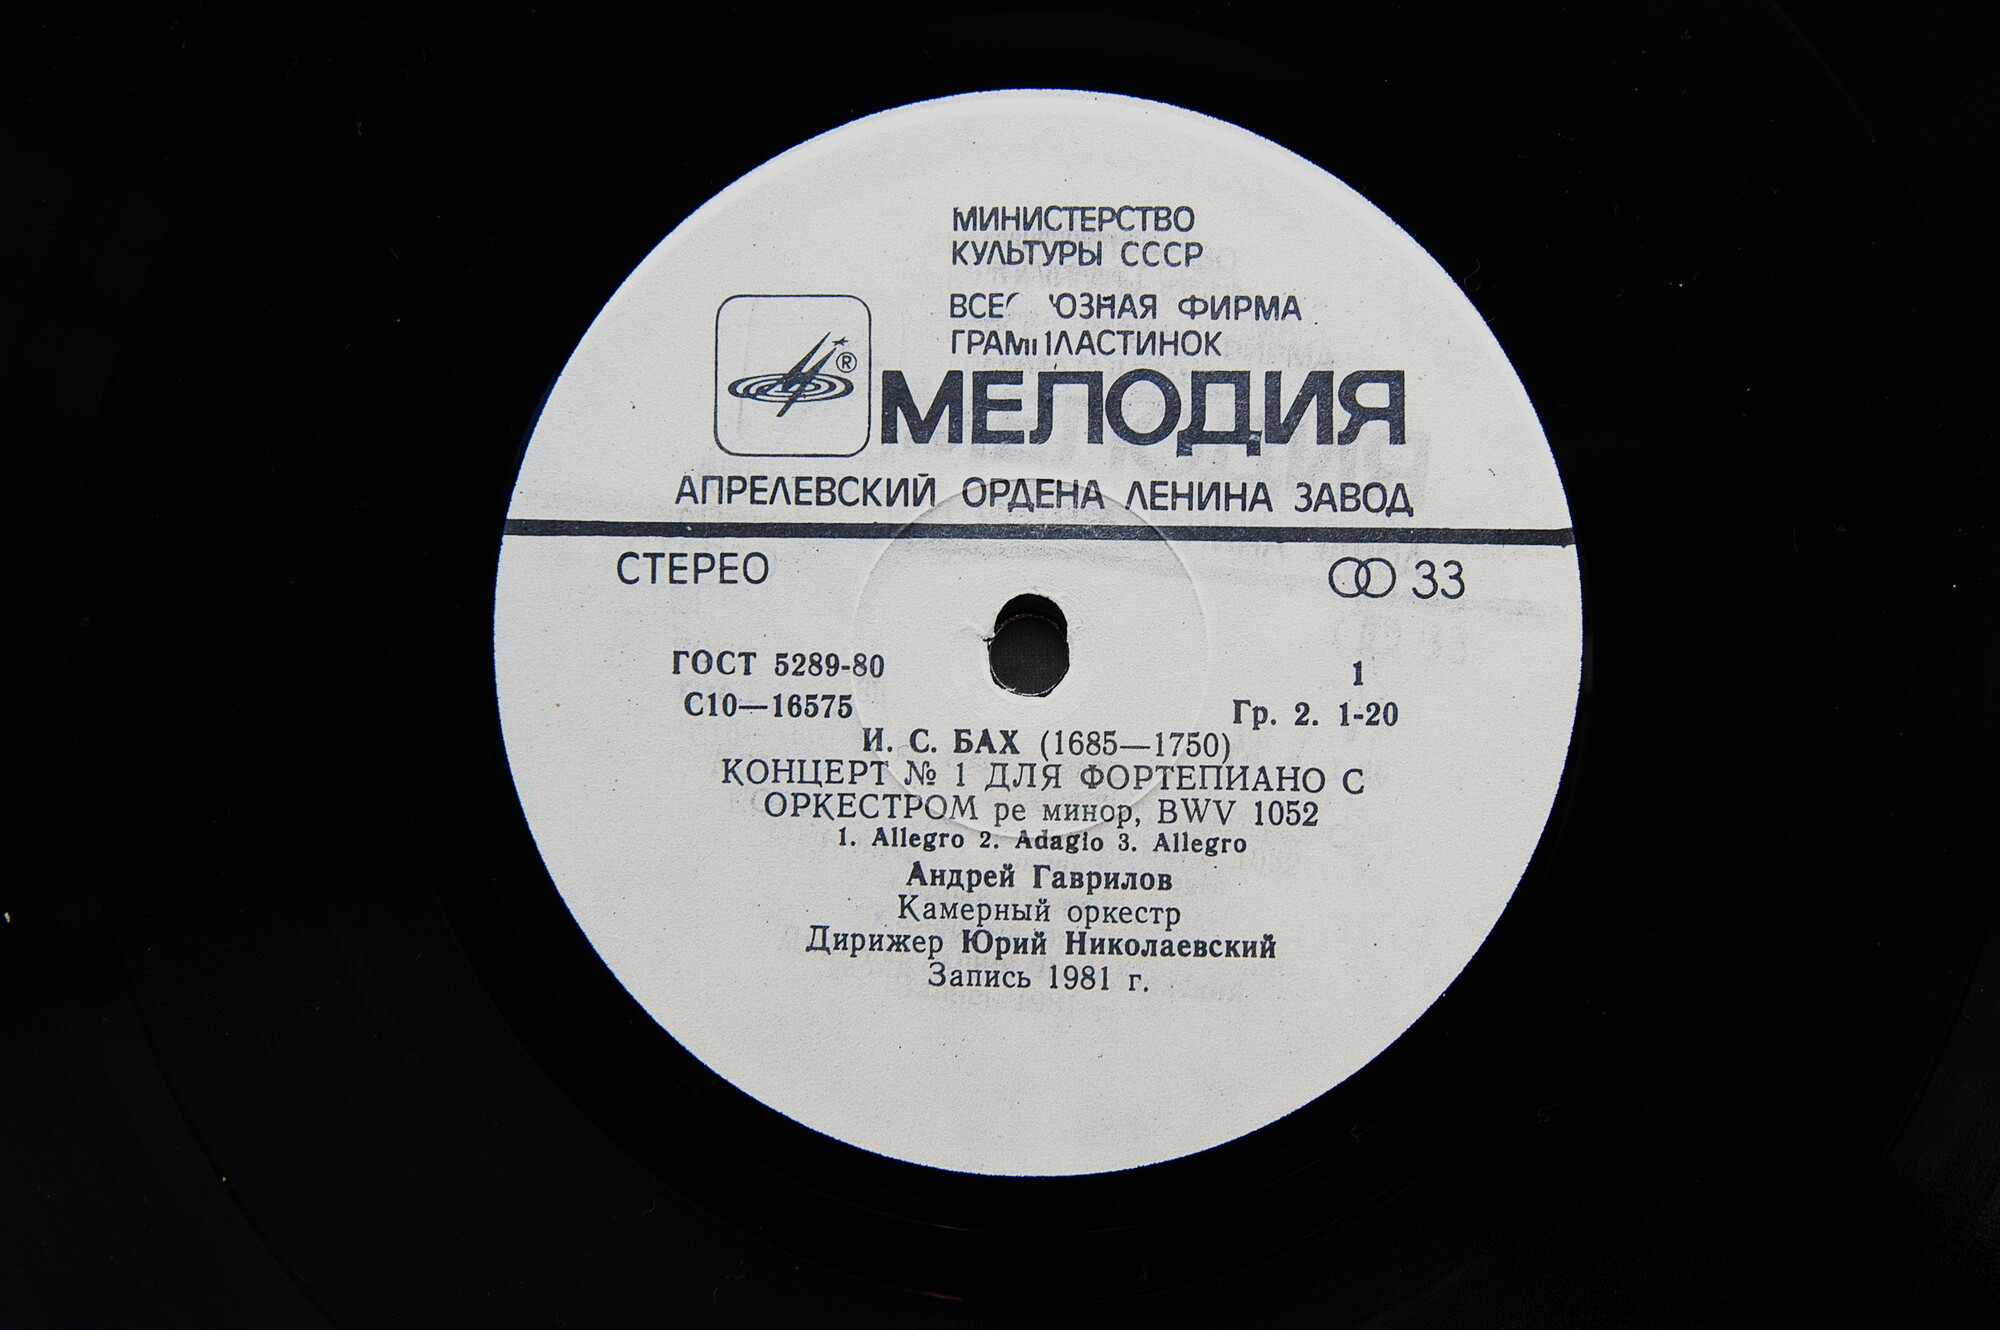 МИНИСТЕРСТВО
КУЛЬТУРЫ СССР
ФИРМА
МЕЛОДИЯ
®
АПРЕЛЕВСКИЙ ОРДЕНА ЛЕНИНА ЗАВОД
СТЕРЕО
33
ГОСТ 5289-80
1
С10—16575
Гр. 2. 1-20
И. С. БАХ (1685—1750)
КОНЦЕРТ № 1 ДЛЯ ФОРТЕПИАНО С
ОРКЕСТРОМ ре минор, BWV 1052
1. Allegro 2. Adagio 3. Allegro
Андрей Гаврилов
Камерный оркестр
Дирижер Юрий Николаевский
Запись 1981 г.